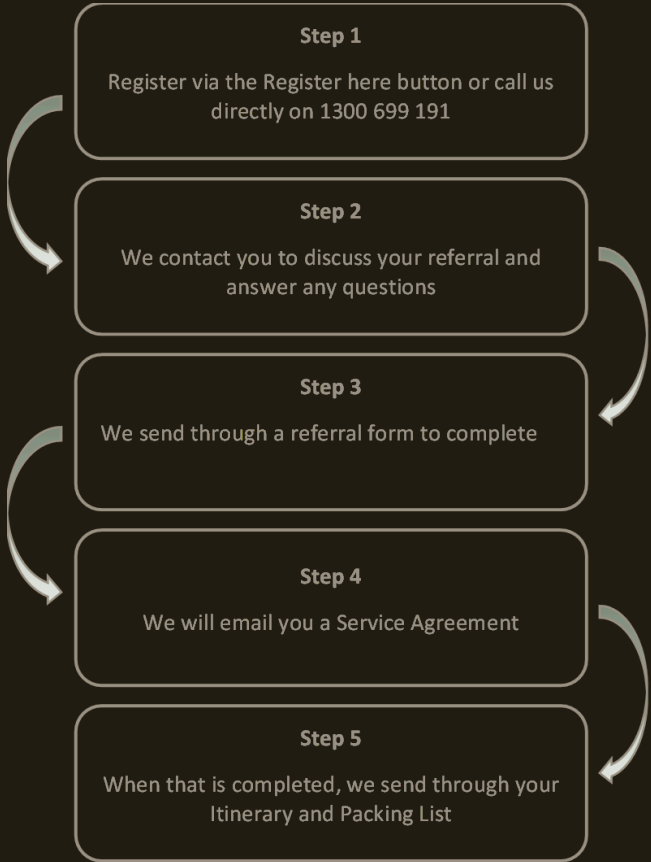 Step 1
Register via the Register here button or call us
directly on 1300 699 191
Step 2
We contact you to discuss your referral and
answer any questions
Step 3
We send through a referral form to complete
Step 4
We will email you a Service Agreement
Step 5
When that is completed, we send through your
Itinerary and Packing List